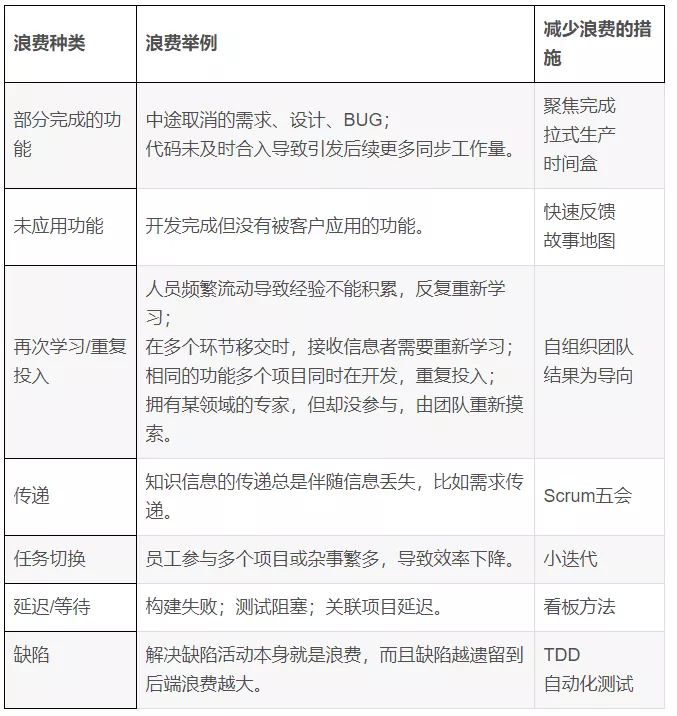 浪费种类
浪费举例
减少浪费的措
施
部分完成的功
能
中途取消的需求、设计、BUG；
代码未及时合入导致引发后续更多同步工作量。
聚焦完成
拉式生产
时间盒
未应用功能
开发完成但没有被客户应用的功能。
快速反馈
故事地图
再次学习/重复
投入
人员频繁流动导致经验不能积累，反复重新学
习；
在多个环节移交时，接收信息者需要重新学习；
相同的功能多个项目同时在开发，重复投入；
拥有某领域的专家，但却没参与，由团队重新摸
索。
自组织团队
结果为导向
传递
知识信息的传递总是伴随信息丢失，比如需求传
递。
Scrum五会
任务切换
员工参与多个项目或杂事繁多，导致效率下降。
小迭代
延迟/等待
构建失败；测试阻塞；关联项目延迟。
看板方法
缺陷
解决缺陷活动本身就是浪费，而且缺陷越遗留到
后端浪费越大。
TDD
自动化测试